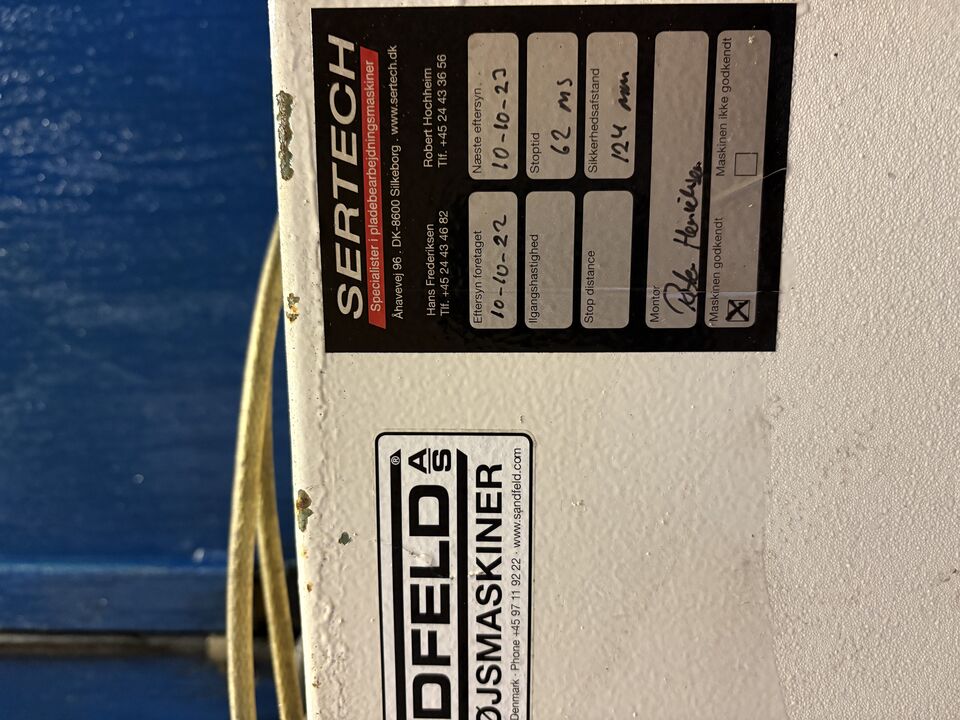 SERTECH
Specialister i pladebearbejdningsmaskiner
Åhavevej 96 . DK-8600 Silkeborg . www.sertech.dk
Hans Frederiksen
Tlf. +45 24 43 46 82
Robert Hochheim
Tlf. +45 24 43 36 56
Eftersyn foretaget
10-10-22
Næste eftersyn
10-10-23
Ilgangshastighed
Stoptid
62 ms
Stop distance
Sikkerhedsafstand
124 mm
Montør
Henrichsen
Maskinen godkendt
Maskinen ikke godkendt
DFELD® A/S
ØJSMASKINER
Denmark · Phone +45 97 11 92 22 · www.sandfeld.com